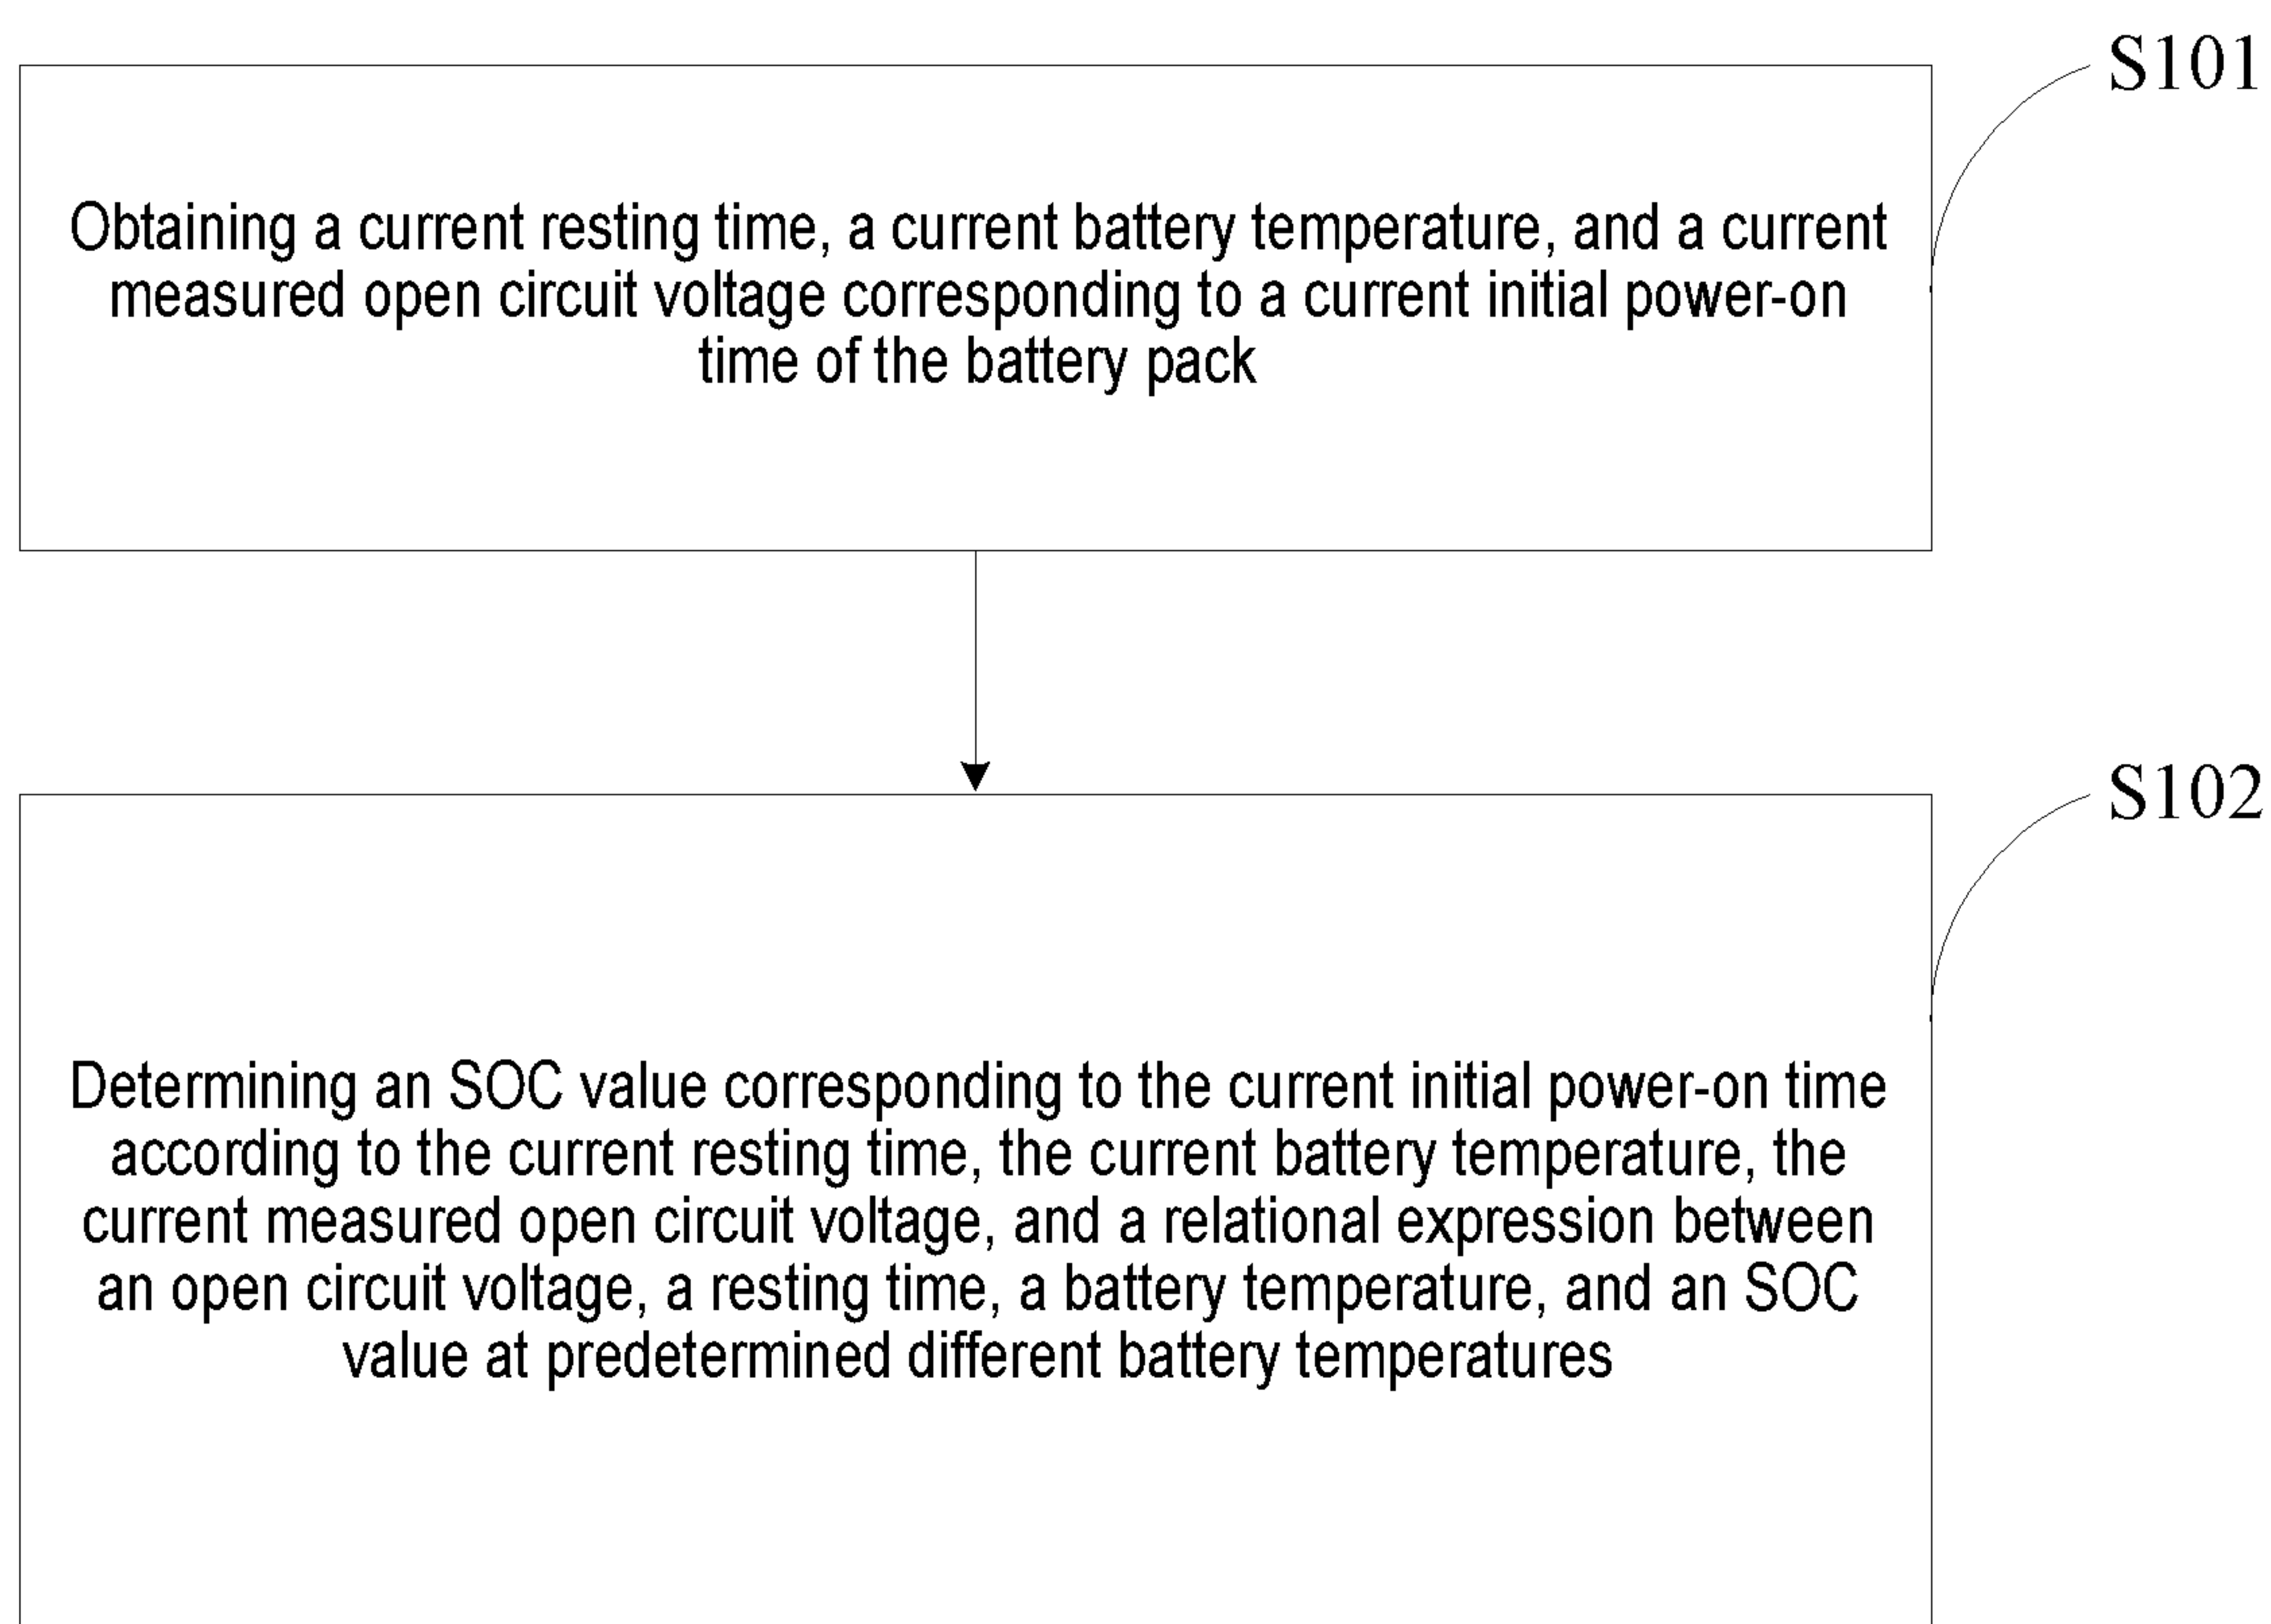 S101
Obtaining a current resting time, a current battery temperature, and a current
measured open circuit voltage corresponding to a current initial power-on
time of the battery pack
S102
Determining an SOC value corresponding to the current initial power-on time
according to the current resting time, the current battery temperature, the
current measured open circuit voltage, and a relational expression between
an open circuit voltage, a resting time, a battery temperature, and an SOC
value at predetermined different battery temperatures